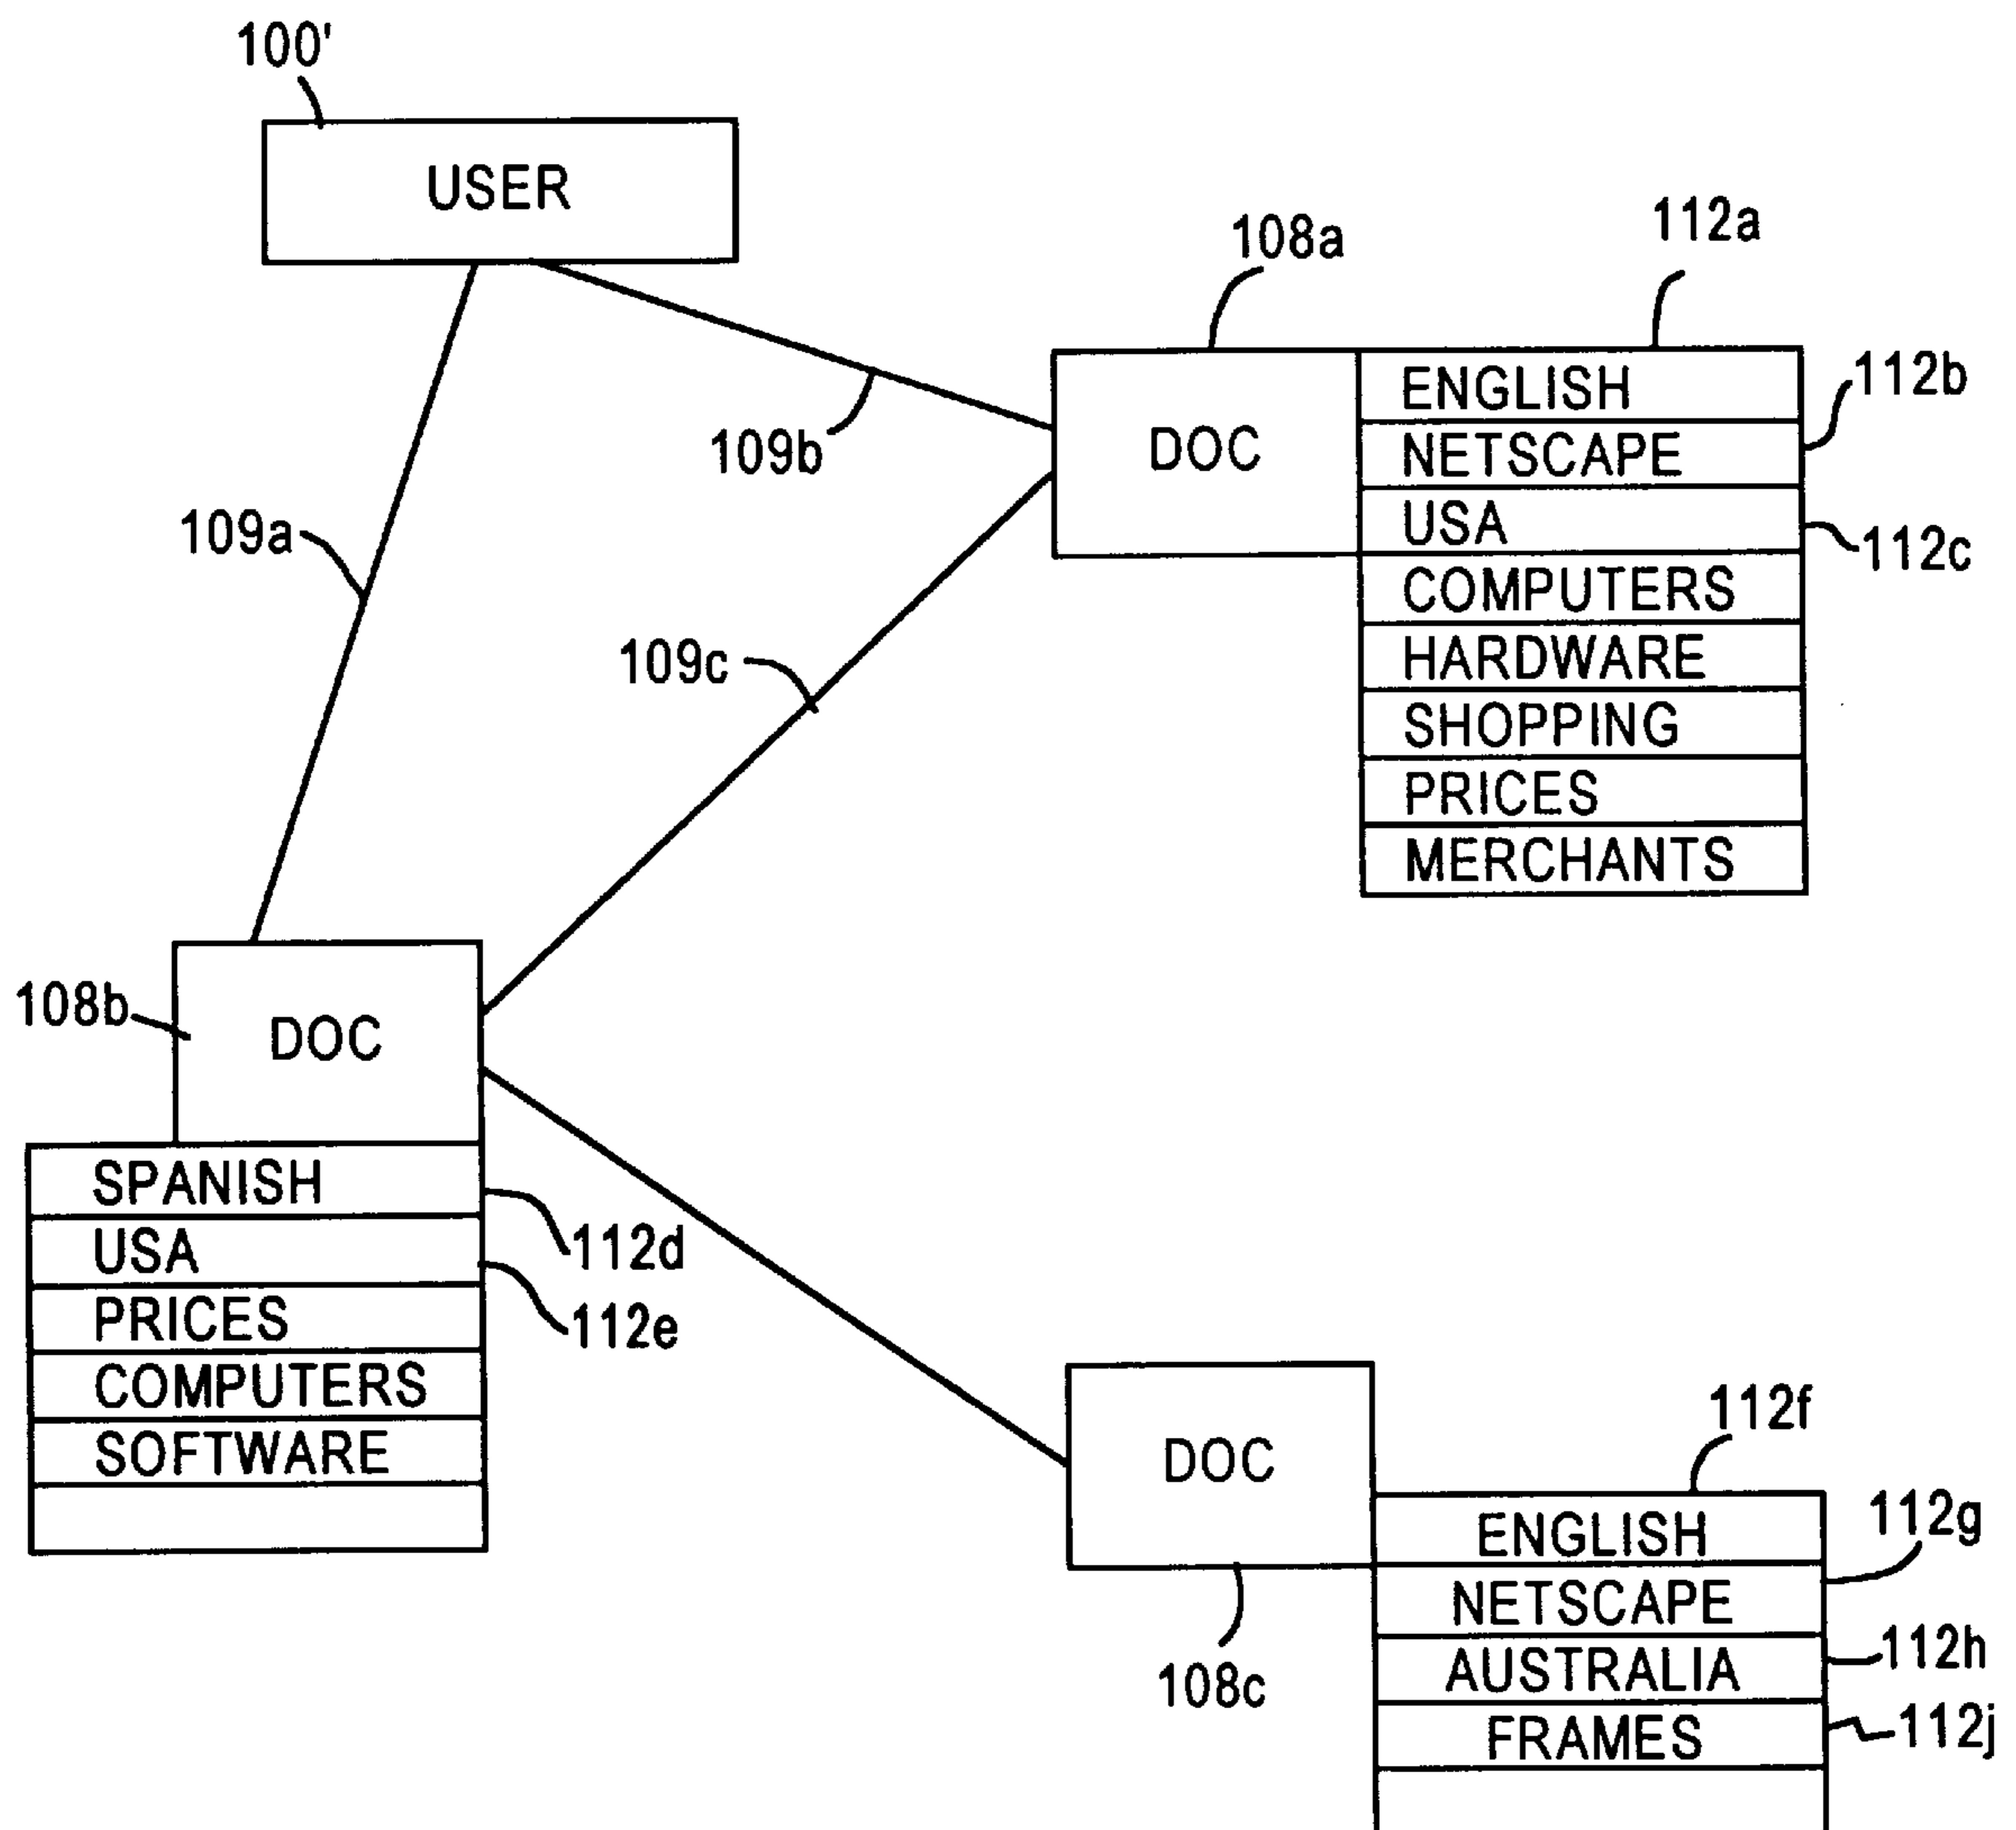 100'
USER
108a
112a
109b
DOC
ENGLISH
112b
NETSCAPE
USA
112c
COMPUTERS
HARDWARE
SHOPPING
PRICES
MERCHANTS
109a
109c
108b
DOC
SPANISH
112d
USA
112e
PRICES
COMPUTERS
SOFTWARE
DOC
108c
112f
ENGLISH
112g
NETSCAPE
AUSTRALIA
112h
FRAMES
112j